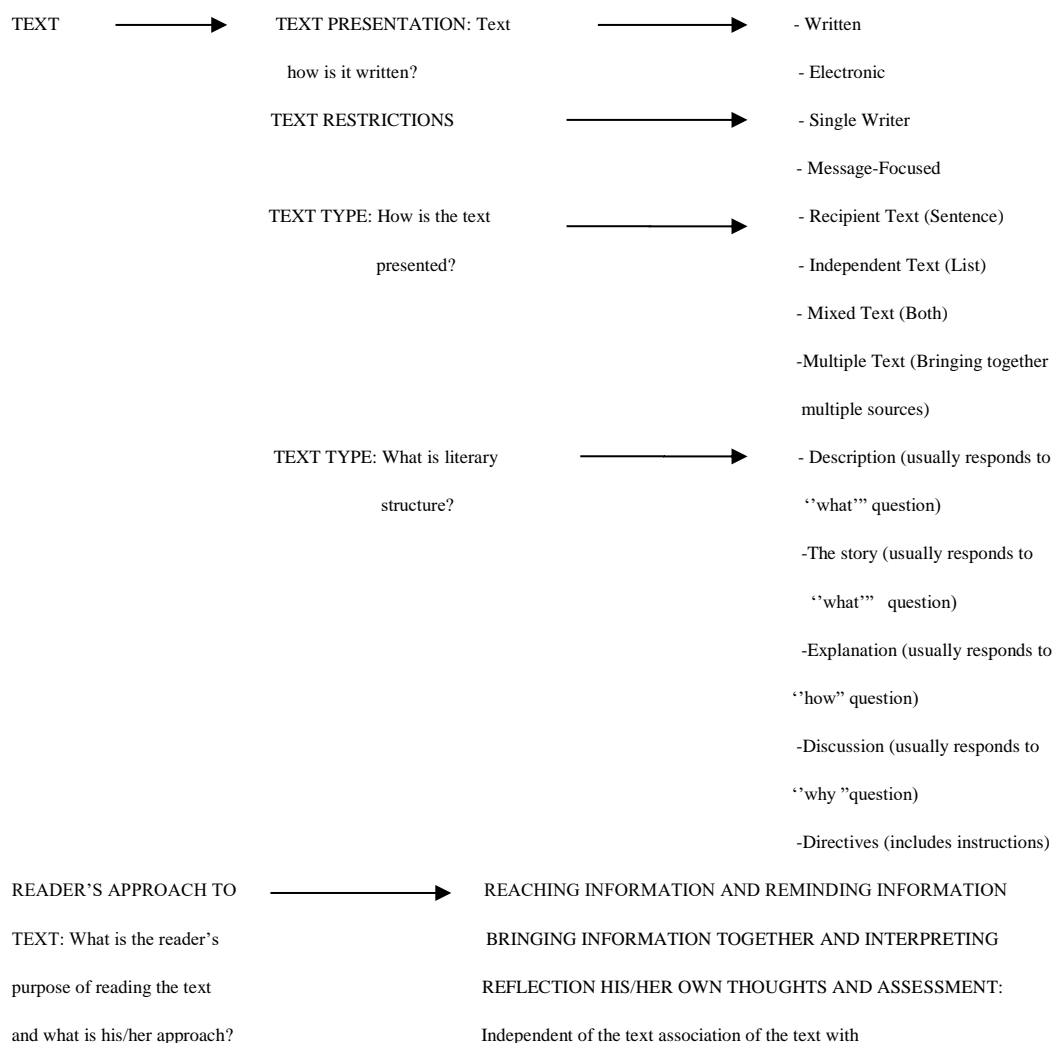 TEXT TEXT PRESENTATION: Text - Written
how is it written? - Electronic
TEXT RESTRICTIONS - Single Writer
- Message-Focused
TEXT TYPE: How is the text - Recipient Text (Sentence)
presented? - Independent Text (List)
- Mixed Text (Both)
-Multiple Text (Bringing together
multiple sources)
TEXT TYPE: What is literary - Description (usually responds to
structure? ‘’what’” question)
-The story (usually responds to
‘’what’” question)
-Explanation (usually responds to
‘’how” question)
-Discussion (usually responds to
‘’why ”question)
-Directives (includes instructions)
READER’S APPROACH TO REACHING INFORMATION AND REMINDING INFORMATION
TEXT: What is the reader’s BRINGING INFORMATION TOGETHER AND INTERPRETING
purpose of reading the text REFLECTION HIS/HER OWN THOUGHTS AND ASSESSMENT:
and what is his/her approach? Independent of the text association of the text with